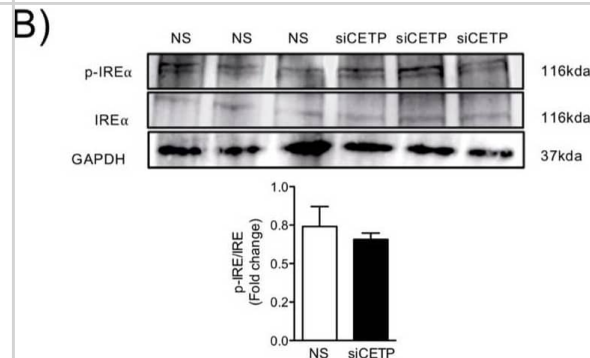 B)
NS NS NS siCETP siCETP siCETP
p-IREα 116kda
IREα 116kda
GAPDH 37kda
1.0
0.8
0.5
0.2
0.0
p-IRE/IRE
(Fold change)
NS siCETP